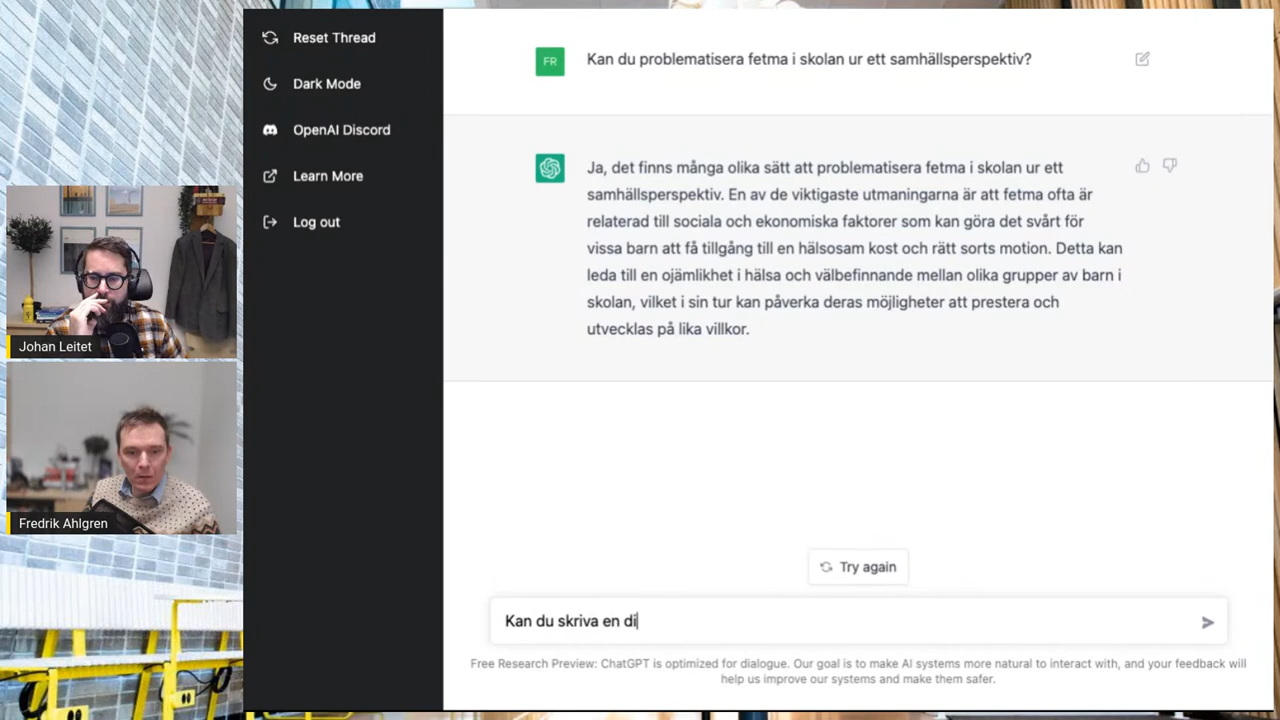 Reset Thread
Dark Mode
OpenAI Discord
Learn More
Log out
Johan Leitet
Fredrik Ahlgren
FR
Kan du problematisera fetma i skolan ur ett samhällsperspektiv?
Ja, det finns många olika sätt att problematisera fetma i skolan ur ett
samhällsperspektiv. En av de viktigaste utmaningarna är att fetma ofta är
relaterad till sociala och ekonomiska faktorer som kan göra det svårt för
vissa barn att få tillgång till en hälsosam kost och rätt sorts motion. Detta kan
leda till en ojämlikhet i hälsa och välbefinnande mellan olika grupper av barn i
skolan, vilket i sin tur kan påverka deras möjligheter att prestera och
utvecklas på lika villkor.
Try again
Kan du skriva en di
Free Research Preview: ChatGPT is optimized for dialogue. Our goal is to make AI systems more natural to interact with, and your feedback will
help us improve our systems and make them safer.